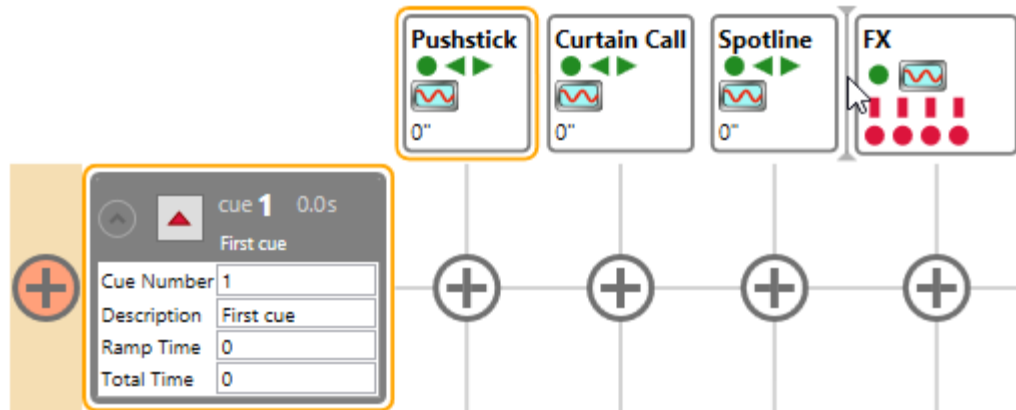 Pushstick
Curtain Call
Spotline
FX
0"
0"
0"
cue 1 0.0s
First cue
Cue Number 1
Description First cue
Ramp Time 0
Total Time 0